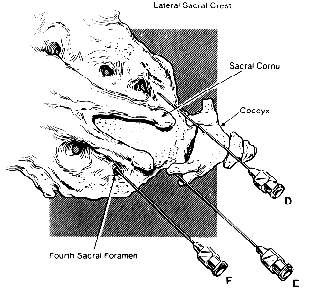 Lateral Sacral Crest
Sacral Cornu
Coccyx
D
Fourth Sacral Foramen
F
E